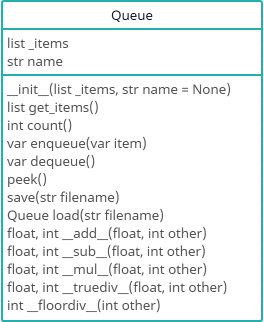 Queue
list _items
str name
__init__(list _items, str name = None)
list get_items()
int count()
var enqueue(var item)
var dequeue()
peek()
save(str filename)
Queue load(str filename)
float, int __add__(float, int other)
float, int __sub__(float, int other)
float, int __mul__(float, int other)
float, int __truediv__(float, int other)
int __floordiv__(int other)